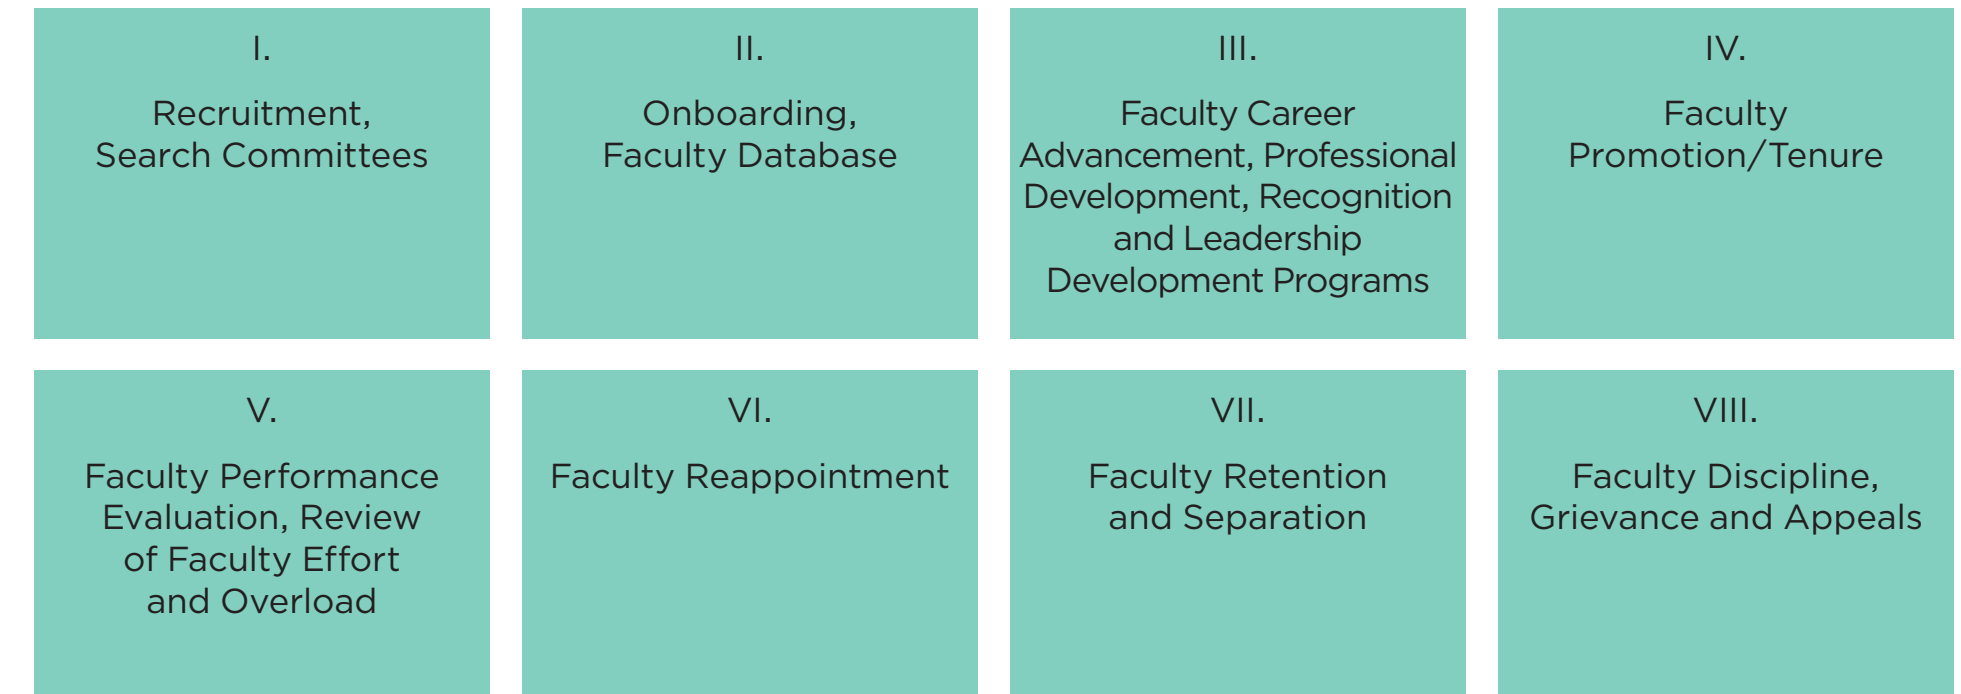 I.
Recruitment,
Search Committees
II.
Onboarding,
Faculty Database
III.
Faculty Career
Advancement, Professional
Development, Recognition
and Leadership
Development Programs
IV.
Faculty
Promotion/Tenure
V.
Faculty Performance
Evaluation, Review
of Faculty Effort
and Overload
VI.
Faculty Reappointment
VII.
Faculty Retention
and Separation
VIII.
Faculty Discipline,
Grievance and Appeals